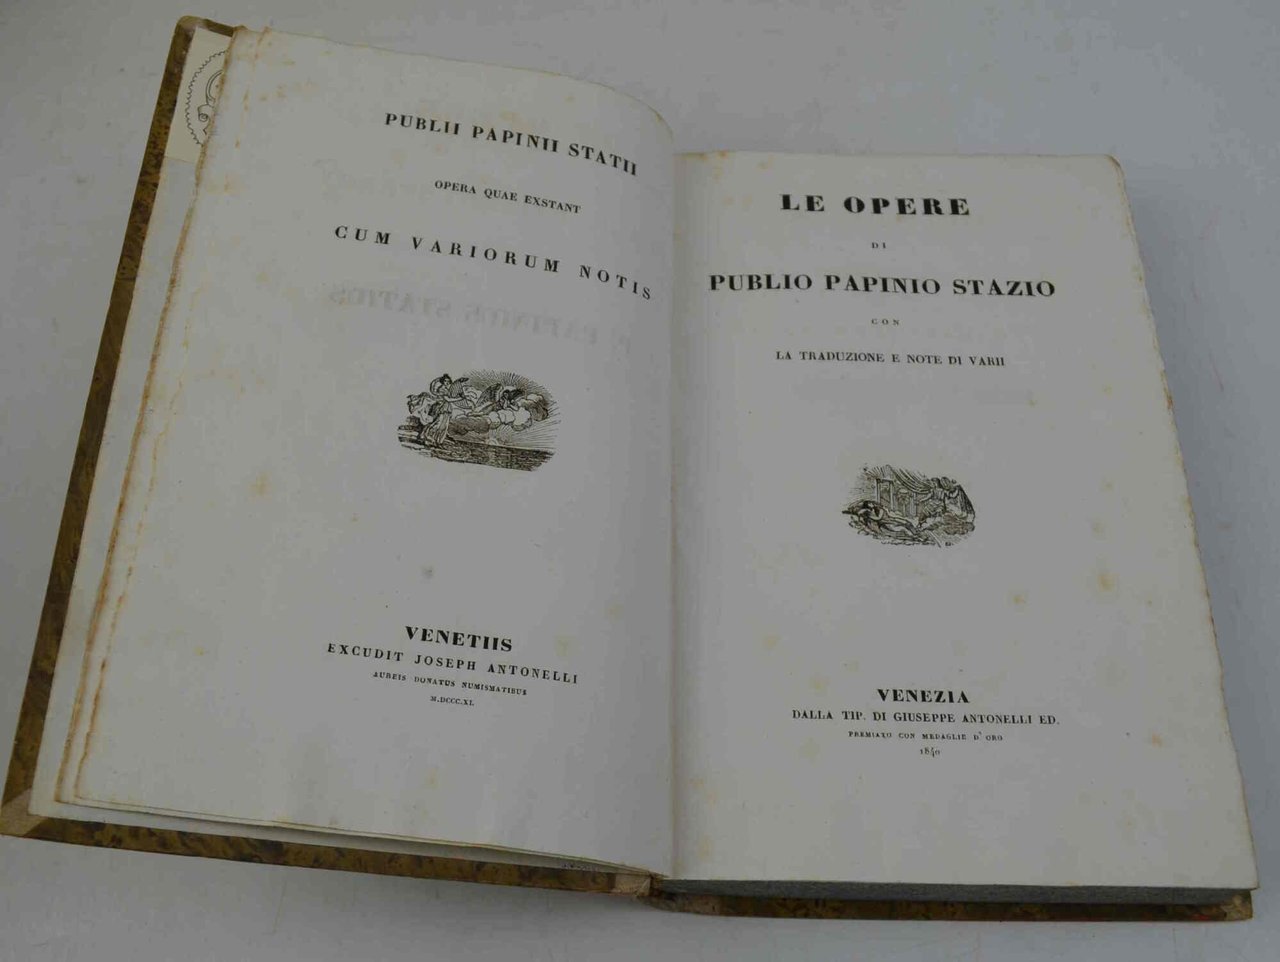 PUBLII PAPINII STATII
OPERA QUAE EXSTANT
CUM VARIORUM NOTIS
VENETIIS
EXCUDIT JOSEPH ANTONELLI
AUREIS DONATUS NUMISMATIBUS
M.DCCC.XL
LE OPERE
DI
PUBLIO PAPINIO STAZIO
CON
LA TRADUZIONE E NOTE DI VARII
VENEZIA
DALLA TIP. DI GIUSEPPE ANTONELLI ED.
PREMIATO CON MEDAGLIE D'ORO
1840